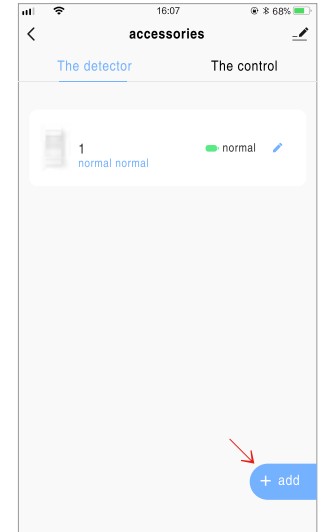 16:07 68%
accessories
The detector The control
1 normal
normal normal
+ add